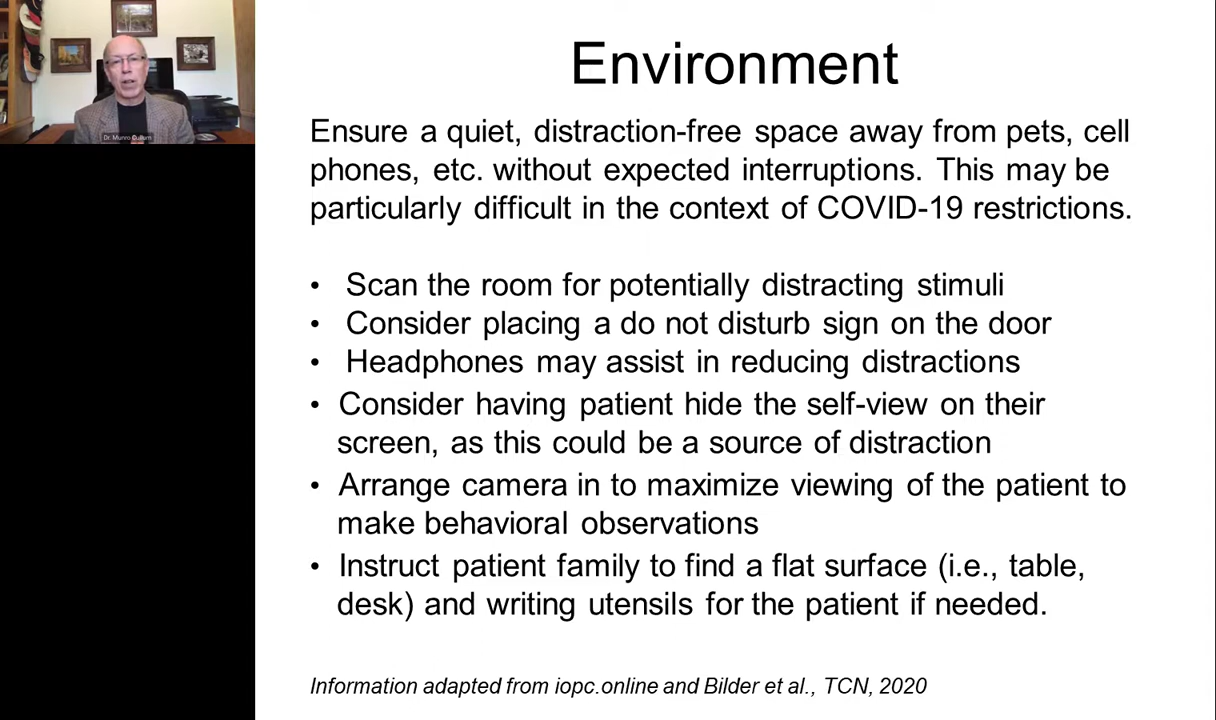 Environment
Ensure a quiet, distraction-free space away from pets, cell
phones, etc. without expected interruptions. This may be
particularly difficult in the context of COVID-19 restrictions.
• Scan the room for potentially distracting stimuli
• Consider placing a do not disturb sign on the door
• Headphones may assist in reducing distractions
• Consider having patient hide the self-view on their
screen, as this could be a source of distraction
• Arrange camera in to maximize viewing of the patient to
make behavioral observations
• Instruct patient family to find a flat surface (i.e., table,
desk) and writing utensils for the patient if needed.
Information adapted from iopc.online and Bilder et al., TCN, 2020
Dr. Munro Cullum